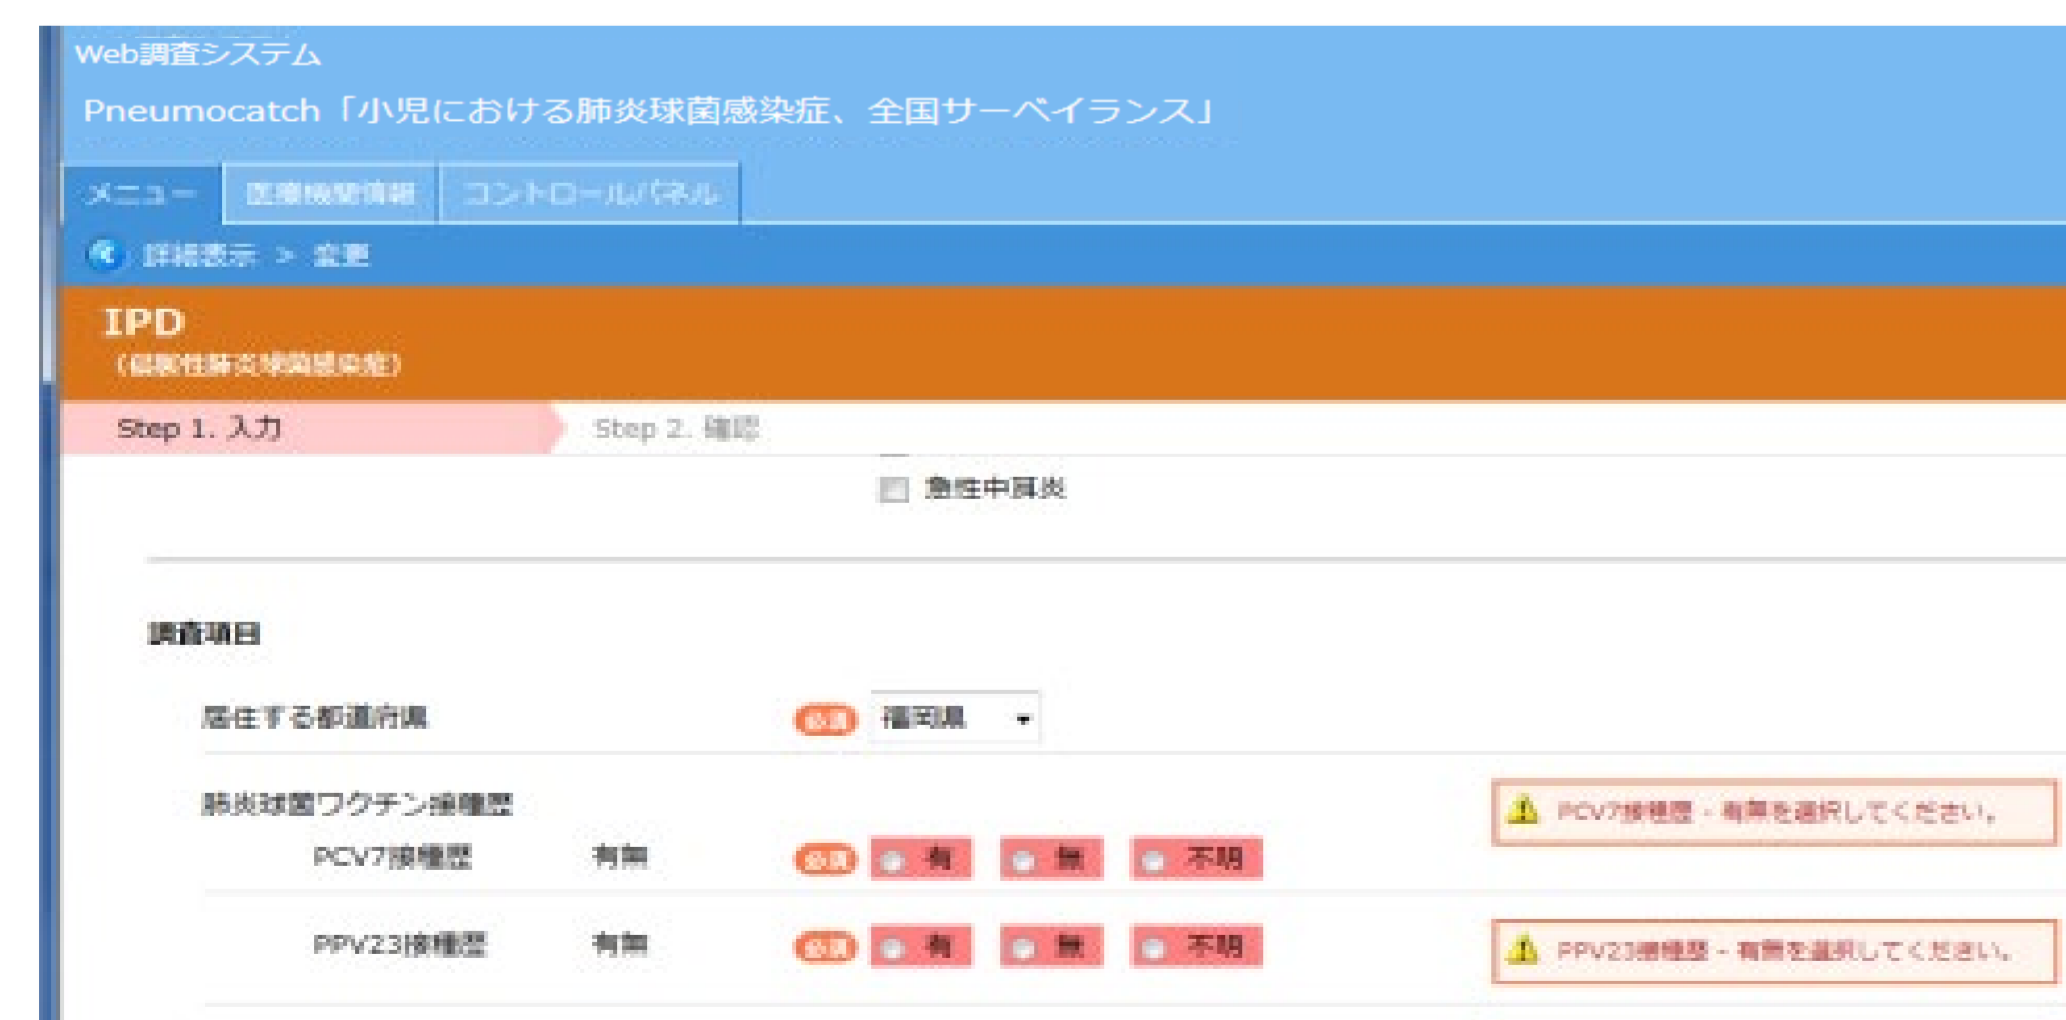 Web調査システム
Pneumocatch「小児における肺炎球菌感染症、全国サーベイランス」
メニュー 医療機関情報 コントロールパネル
詳細表示 > 変更
IPD
(侵襲性肺炎球菌感染症)
Step 1. 入力 Step 2. 確認
急性中耳炎
調査項目
居住する都道府県 必須 福岡県
肺炎球菌ワクチン接種歴
PCV7接種歴 - 有無を選択してください。
PCV7接種歴 有無 必須 有 無 不明
PPV23接種歴 有無 必須 有 無 不明 PPV23接種歴 - 有無を選択してください。